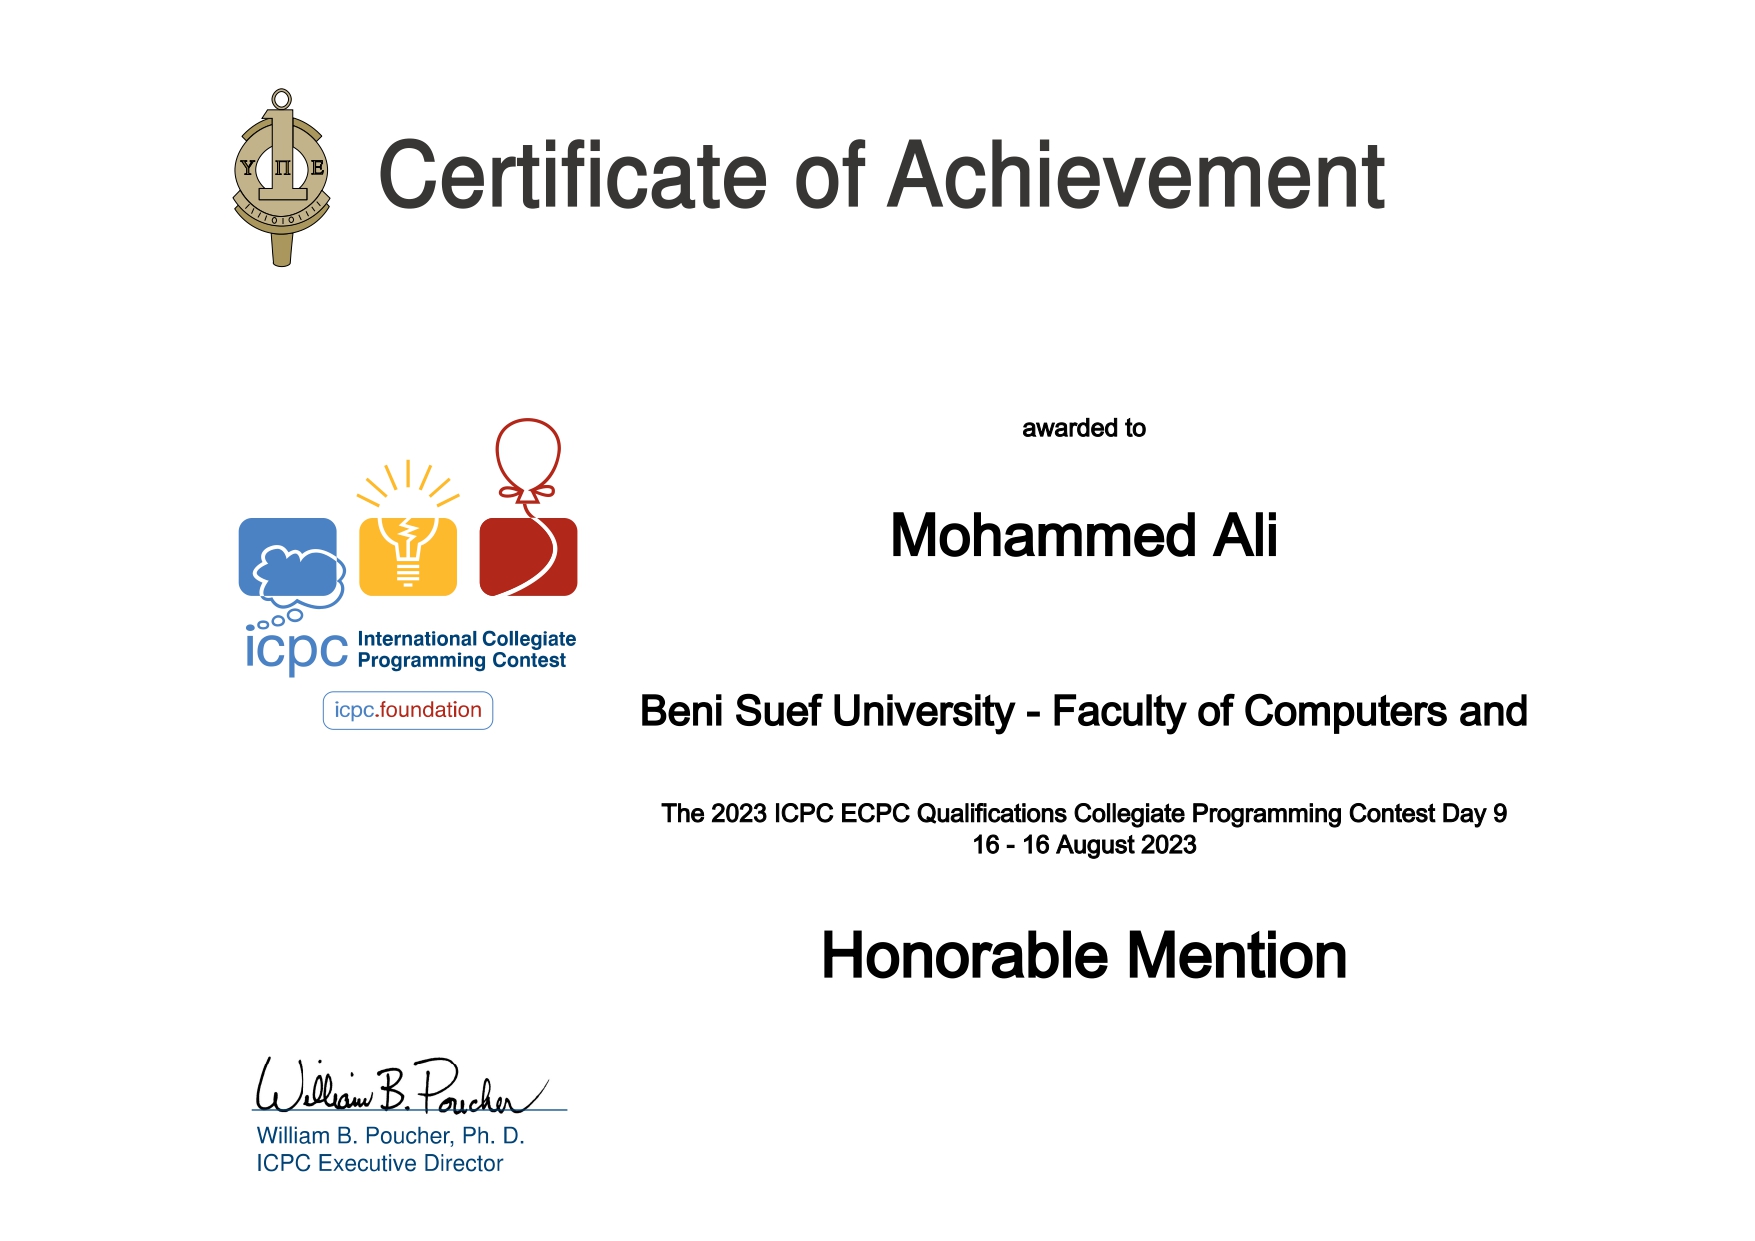 Certificate of Achievement
Υ Π Ε
awarded to
Mohammed Ali
icpc International Collegiate
Programming Contest
icpc.foundation
Beni Suef University - Faculty of Computers and
The 2023 ICPC ECPC Qualifications Collegiate Programming Contest Day 9
16 - 16 August 2023
Honorable Mention
William B. Poucher
William B. Poucher, Ph. D.
ICPC Executive Director